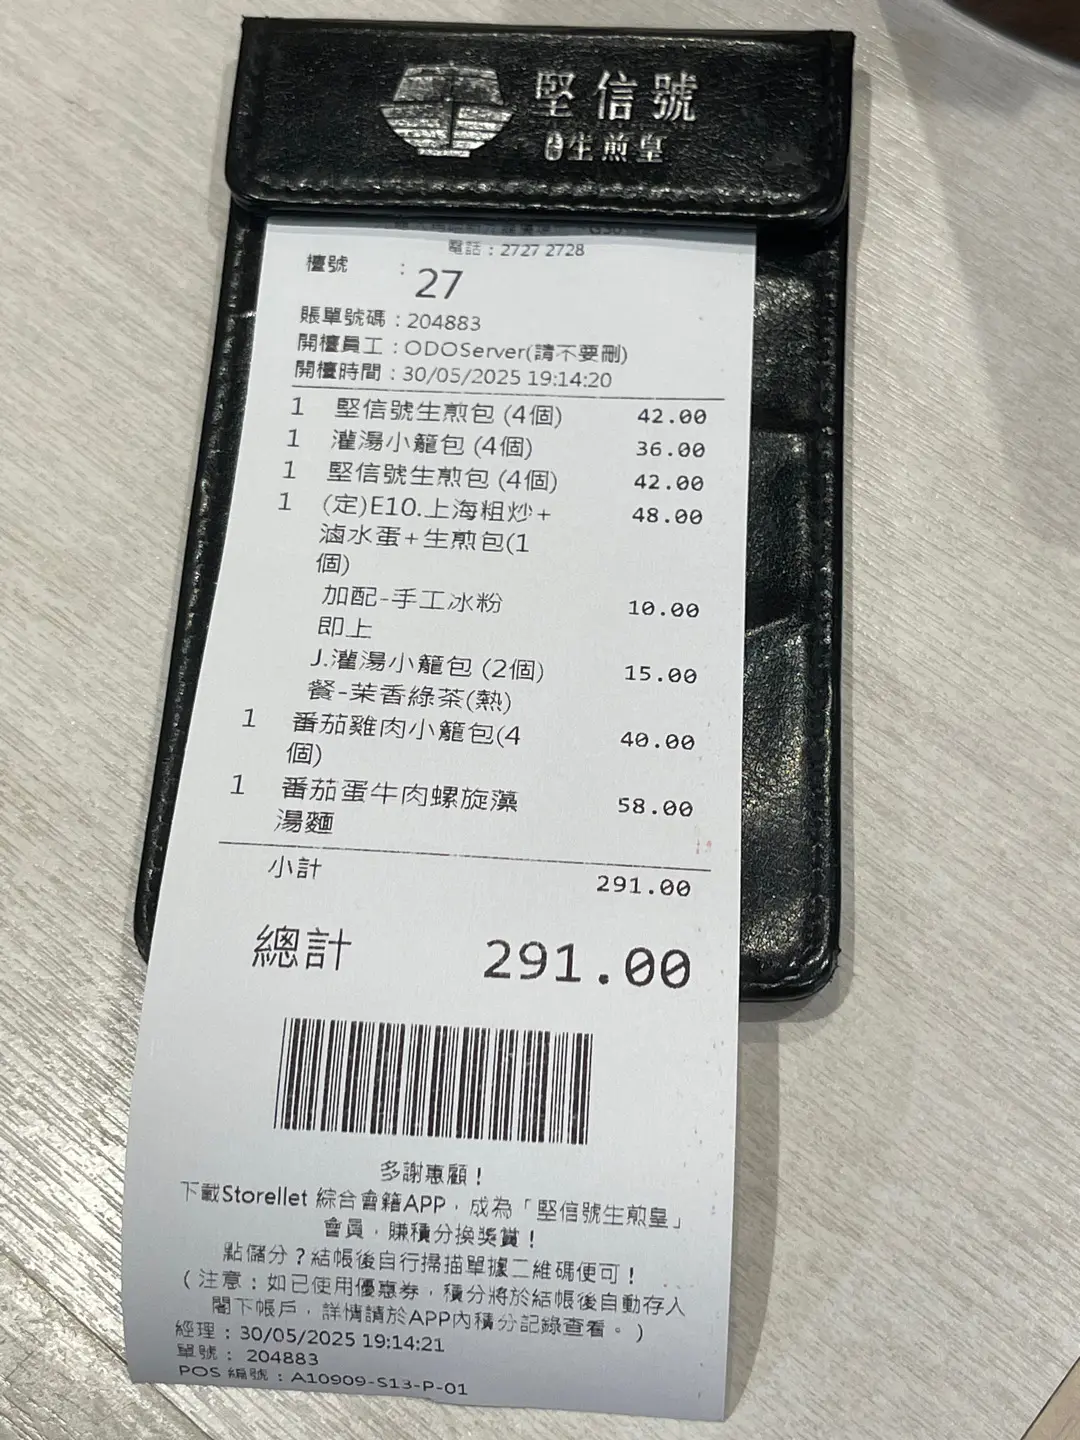 堅信號
生煎皇
電話：2727 2728
檯號 : 27
賬單號碼：204883
開檯員工：ODOServer(請不要刪)
開檯時間：30/05/2025 19:14:20
1 堅信號生煎包 (4個) 42.00
1 灌湯小籠包 (4個) 36.00
1 堅信號生煎包 (4個) 42.00
1 (定)E10.上海粗炒+ 48.00
滷水蛋+生煎包(1
個)
加配-手工冰粉 10.00
即上
J.灌湯小籠包 (2個) 15.00
餐-茉香綠茶(熱)
1 番茄雞肉小籠包(4 40.00
個)
1 番茄蛋牛肉螺旋藻 58.00
湯麵
小計 291.00
總計 291.00
多謝惠顧！
下載Storellet 綜合會籍APP，成為「堅信號生煎皇」
會員，賺積分換獎賞！
點儲分？結帳後自行掃描單據二維碼便可！
（注意：如已使用優惠券，積分將於結帳後自動存入
閣下帳戶，詳情請於APP內積分記錄查看。）
經理：30/05/2025 19:14:21
單號： 204883
POS 編號：A10909-S13-P-01